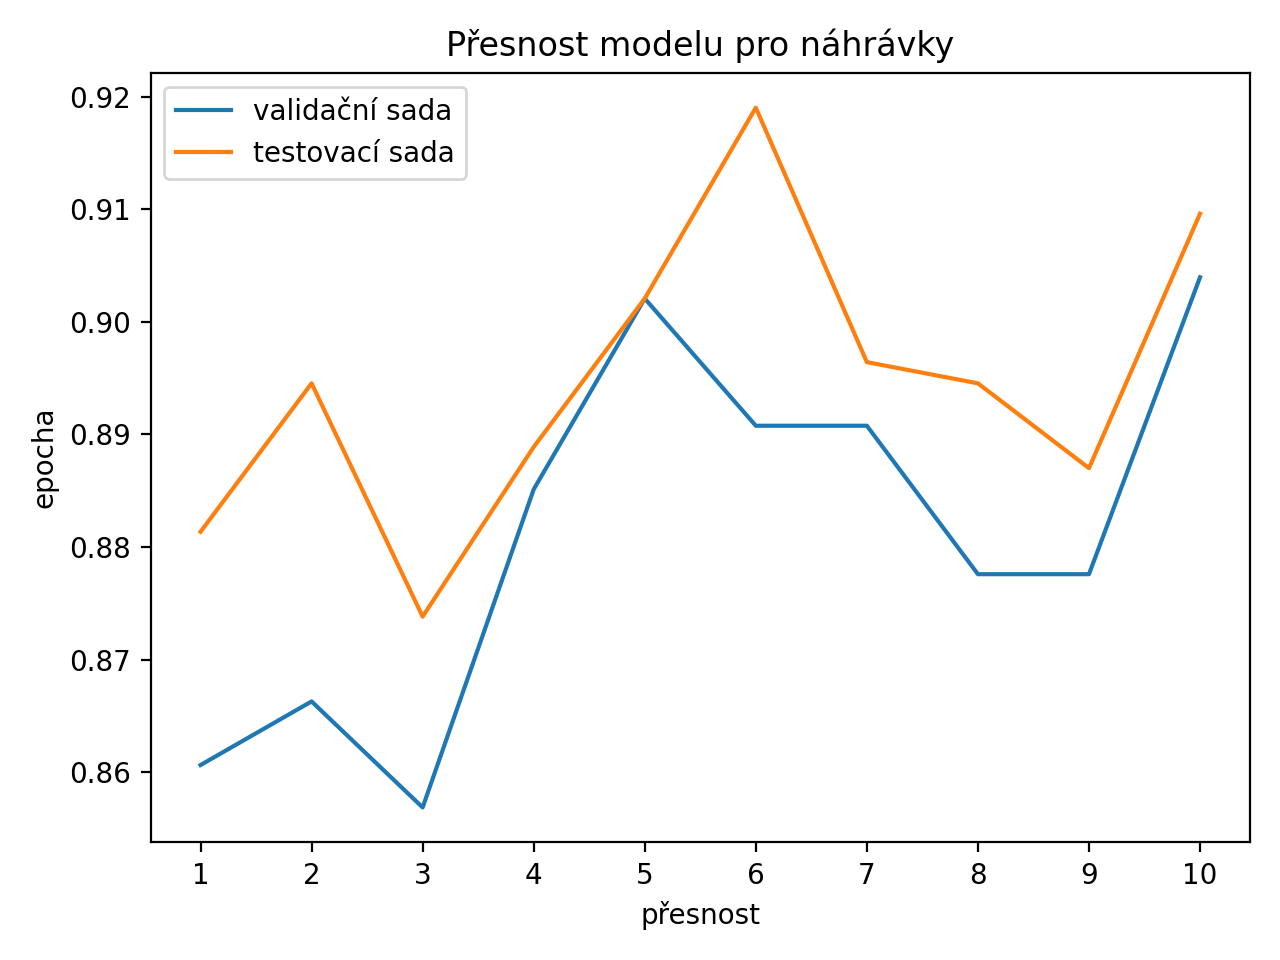 Přesnost modelu pro náhrávky
validační sada
testovací sada
0.92
0.91
0.90
0.89
0.88
0.87
0.86
epocha
1 2 3 4 5 6 7 8 9 10
přesnost